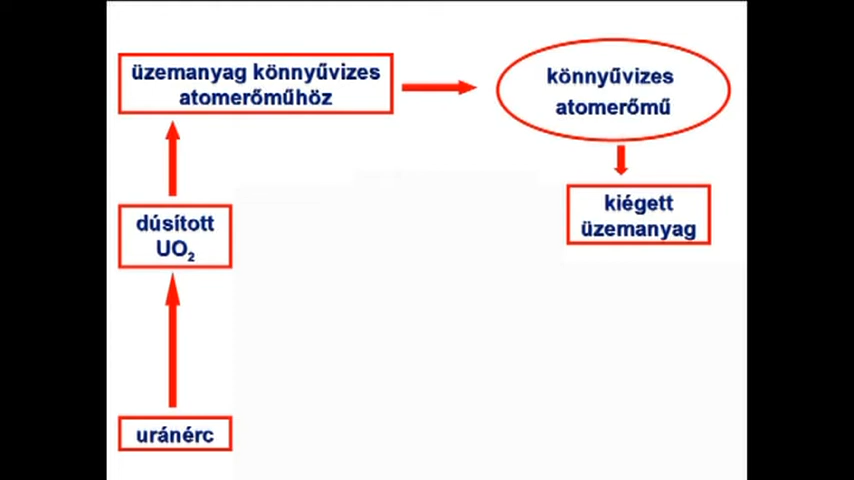 üzemanyag könnyűvizes
atomerőműhöz
könnyűvizes
atomerőmű
kiégett
üzemanyag
dúsított
UO₂
uránérc